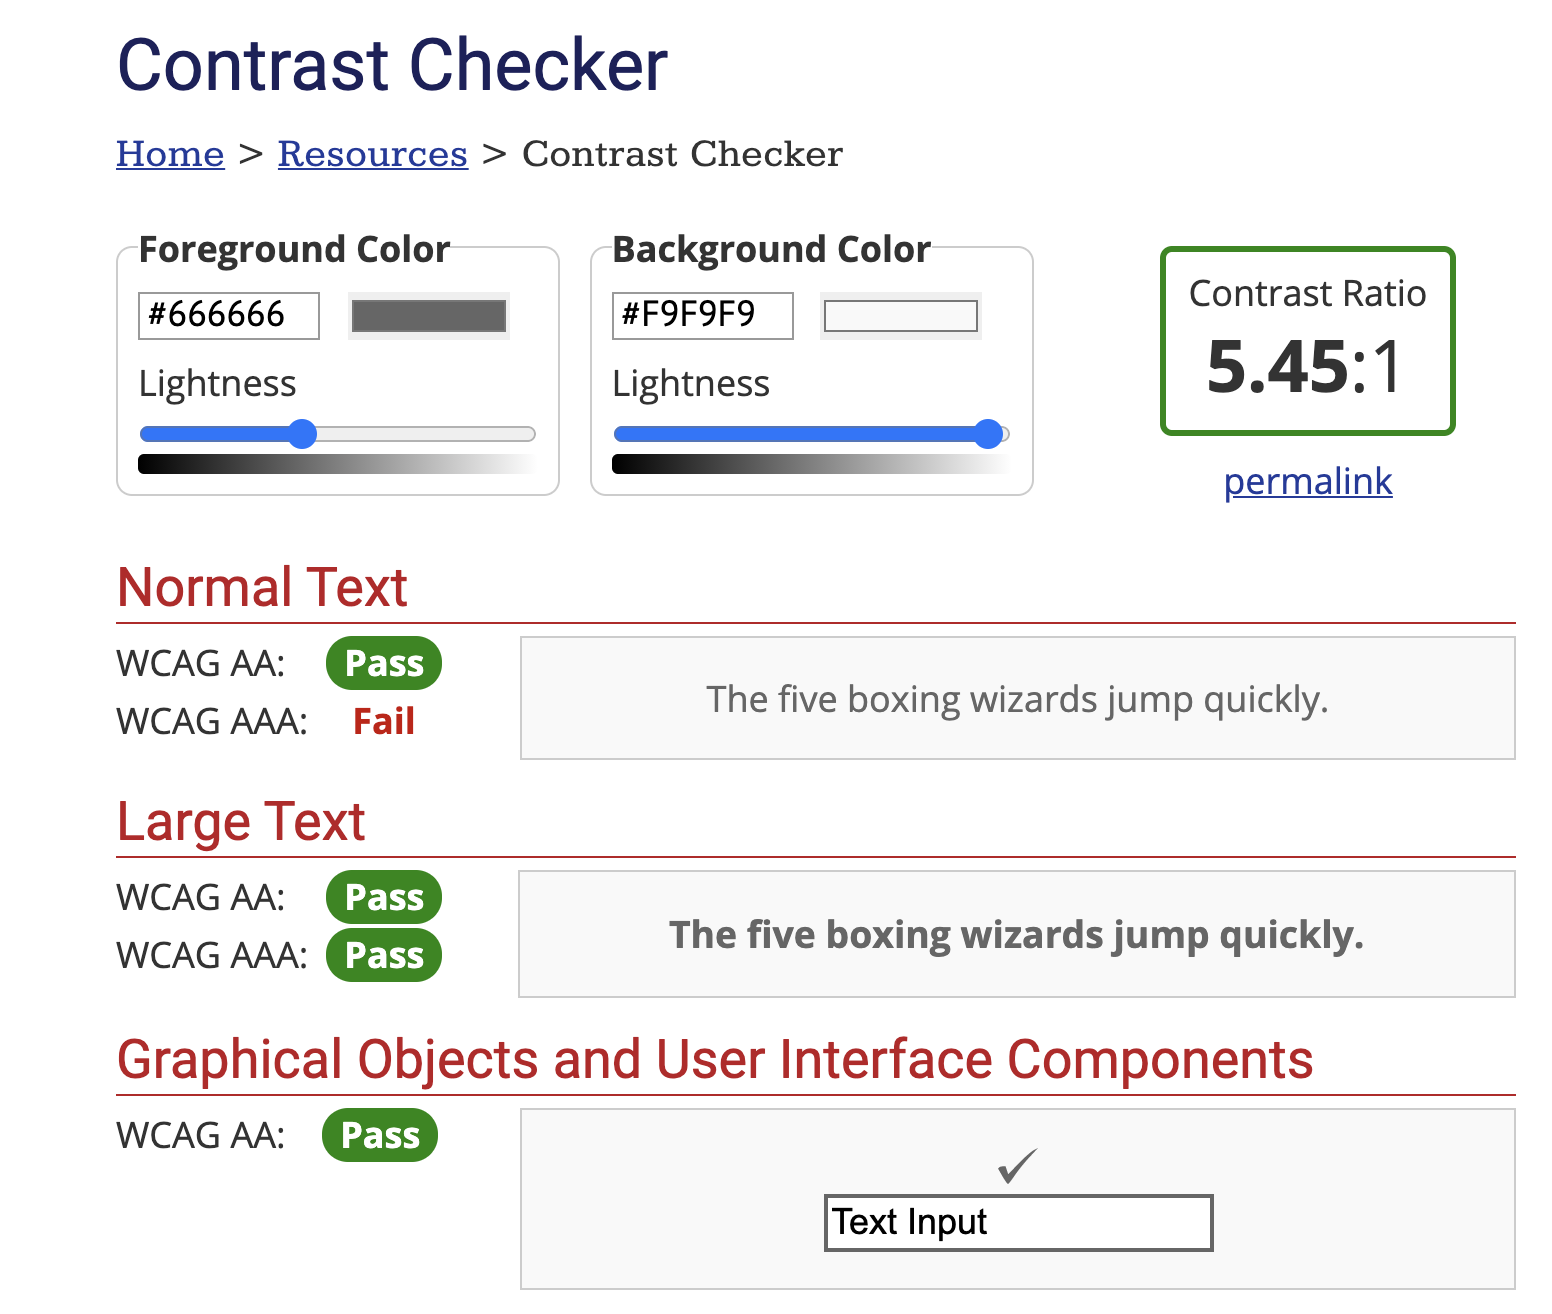 Contrast Checker
Home > Resources > Contrast Checker
Foreground Color
#666666
Lightness
Background Color
#F9F9F9
Lightness
Contrast Ratio
5.45:1
permalink
Normal Text
WCAG AA: Pass
WCAG AAA: Fail
The five boxing wizards jump quickly.
Large Text
WCAG AA: Pass
WCAG AAA: Pass
The five boxing wizards jump quickly.
Graphical Objects and User Interface Components
WCAG AA: Pass
Text Input